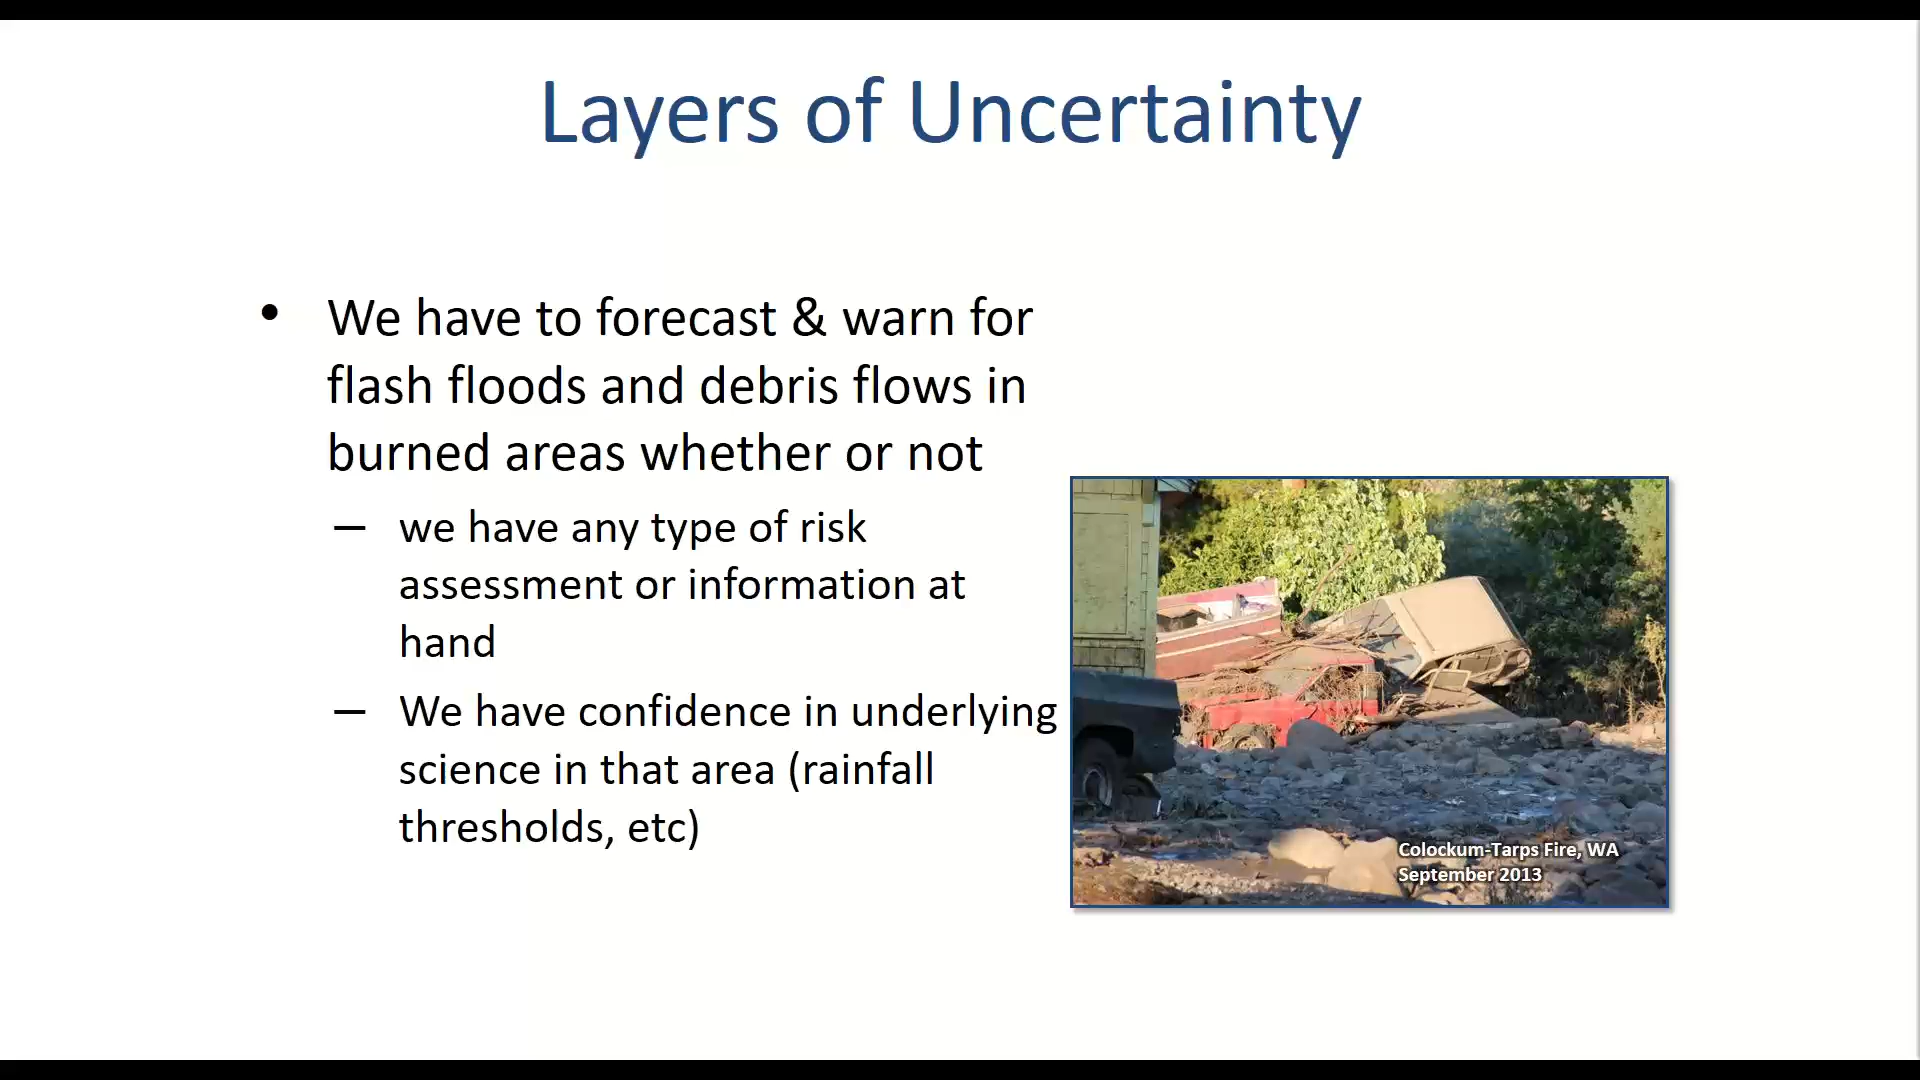 Layers of Uncertainty
• We have to forecast & warn for
flash floods and debris flows in
burned areas whether or not
– we have any type of risk
assessment or information at
hand
– We have confidence in underlying
science in that area (rainfall
thresholds, etc)
Colockum-Tarps Fire, WA
September 2013